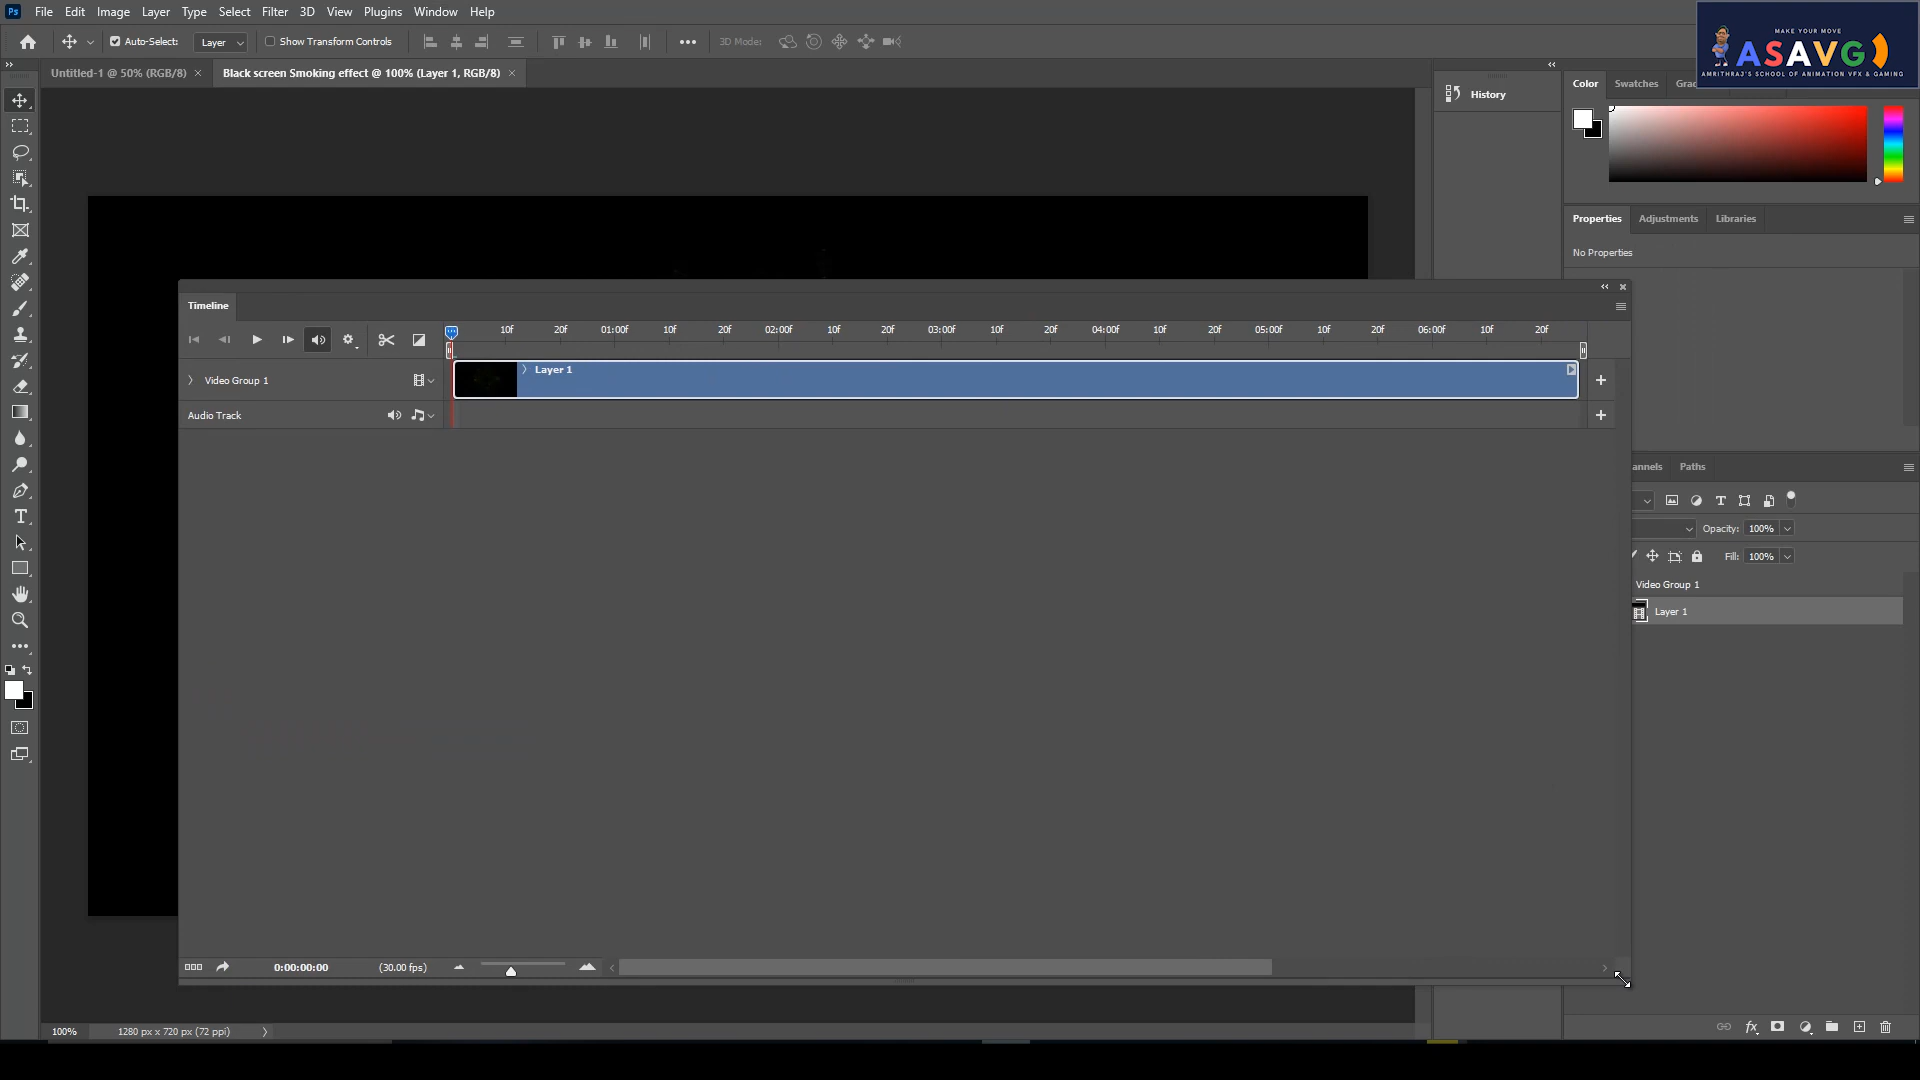 Ps File Edit Image Layer Type Select Filter 3D View Plugins Window Help
Auto-Select: Layer Show Transform Controls 3D Mode:
MAKE YOUR MOVE
ASAVG
AMRITHRAJ'S SCHOOL OF ANIMATION VFX & GAMING
Untitled-1 @ 50% (RGB/8) Black screen Smoking effect @ 100% (Layer 1, RGB/8)
History
Color Swatches Gra
Properties Adjustments Libraries
No Properties
Timeline
10f 20f 01:00f 10f 20f 02:00f 10f 20f 03:00f 10f 20f 04:00f 10f 20f 05:00f 10f 20f 06:00f 10f 20f
Video Group 1
Layer 1
Audio Track
annels Paths
Opacity: 100%
Fill: 100%
Video Group 1
Layer 1
0:00:00:00 (30.00 fps)
100% 1280 px x 720 px (72 ppi)
fx